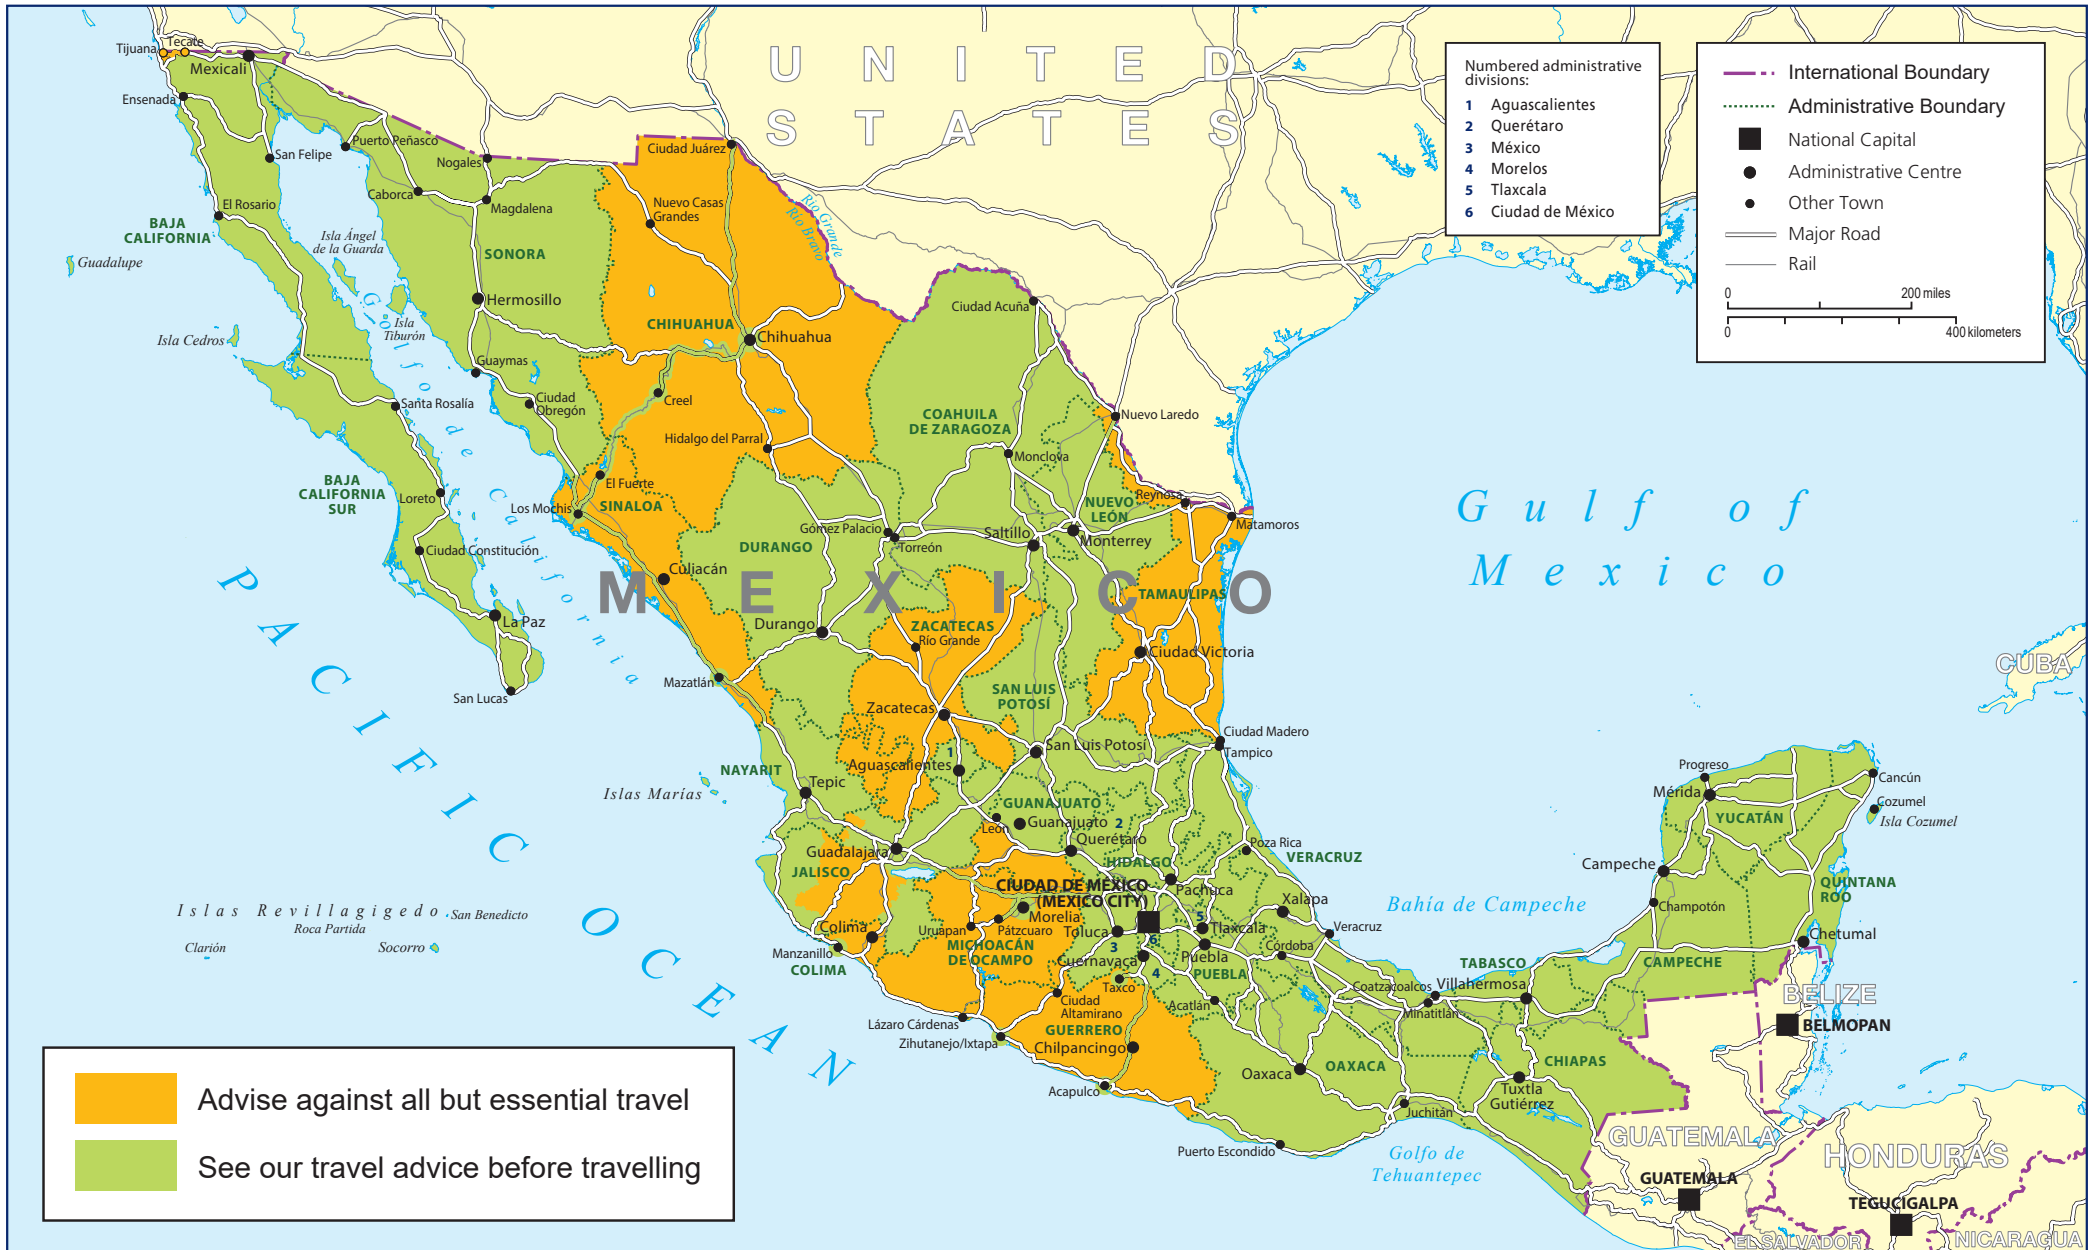 UNITED
STATES
Numbered administrative
divisions:
1 Aguascalientes
2 Querétaro
3 México
4 Morelos
5 Tlaxcala
6 Ciudad de México
International Boundary
Administrative Boundary
National Capital
Administrative Centre
Other Town
Major Road
Rail
0 200 miles
0 400 kilometers
Tijuana
Tecate
Mexicali
Ensenada
San Felipe
Puerto Peñasco
Nogales
Caborca
Magdalena
El Rosario
BAJA
CALIFORNIA
Isla Ángel
de la Guarda
Guadalupe
SONORA
Ciudad Juárez
Nuevo Casas
Grandes
Rio Grande
Río Bravo
Hermosillo
Isla
Tiburón
Isla Cedros
Golfo de California
Guaymas
CHIHUAHUA
Chihuahua
Ciudad Acuña
Ciudad
Obregón
Creel
Santa Rosalía
COAHUILA
DE ZARAGOZA
Nuevo Laredo
Hidalgo del Parral
Monclova
BAJA
CALIFORNIA
SUR
Loreto
El Fuerte
Los Mochis
SINALOA
NUEVO
LEÓN
Reynosa
Matamoros
Gómez Palacio
Torreón
Saltillo
Monterrey
DURANGO
Ciudad Constitución
Culiacán
MEXICO
TAMAULIPAS
Gulf of
Mexico
La Paz
Durango
ZACATECAS
Río Grande
Ciudad Victoria
CUBA
San Lucas
Mazatlán
SAN LUIS
POTOSÍ
Zacatecas
PACIFIC OCEAN
Ciudad Madero
Tampico
San Luis Potosí
1
Aguascalientes
NAYARIT
Tepic
Islas Marías
Progreso
Mérida
Cancún
Cozumel
Isla Cozumel
YUCATÁN
GUANAJUATO
Guanajuato
León
2
Querétaro
Poza Rica
VERACRUZ
Guadalajara
JALISCO
HIDALGO
Pachuca
Campeche
QUINTANA
ROO
CIUDAD DE MÉXICO
(MEXICO CITY)
Morelia
Xalapa
Bahía de Campeche
Champotón
Islas Revillagigedo
San Benedicto
Roca Partida
Clarión
Socorro
Colima
Manzanillo
COLIMA
Uruapan
Pátzcuaro
Toluca
5
Tlaxcala
6
3
Veracruz
Chetumal
MICHOACÁN
DE OCAMPO
Cuernavaca
4
Puebla
PUEBLA
Córdoba
TABASCO
CAMPECHE
Taxco
Acatlán
Coatzacoalcos
Villahermosa
Minatitlán
BELIZE
BELMOPAN
Ciudad
Altamirano
Lázaro Cárdenas
Zihutanejo/Ixtapa
GUERRERO
Chilpancingo
Oaxaca
OAXACA
CHIAPAS
Tuxtla
Gutiérrez
Acapulco
Juchitán
Puerto Escondido
Golfo de
Tehuantepec
GUATEMALA
GUATEMALA
HONDURAS
TEGUCIGALPA
EL SALVADOR
NICARAGUA
Advise against all but essential travel
See our travel advice before travelling